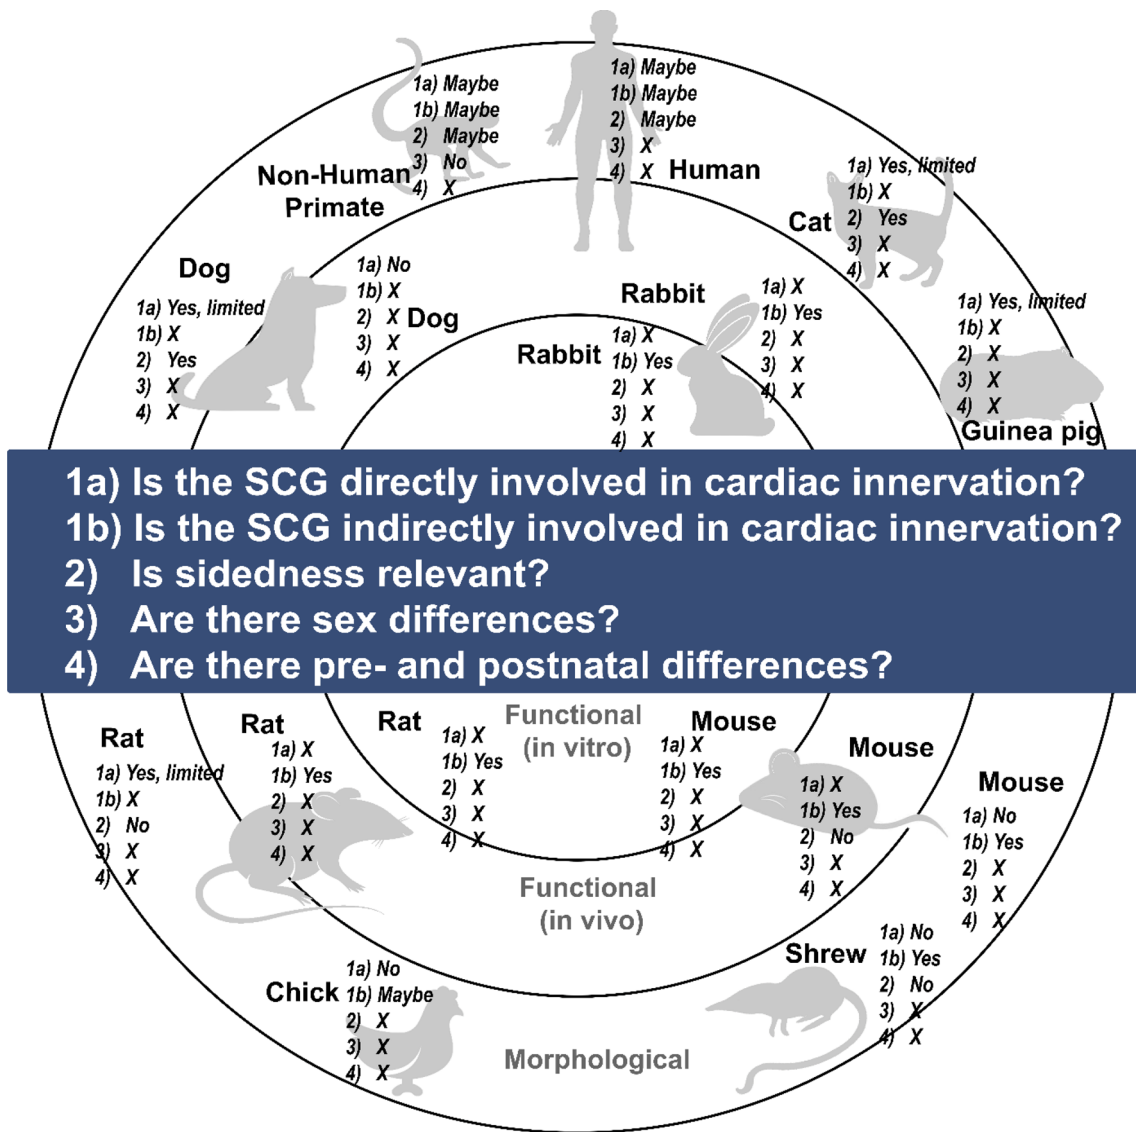 1a) Maybe
1b) Maybe
2) Maybe
3) No
4) X
Non-Human
Primate
1a) Maybe
1b) Maybe
2) Maybe
3) X
4) X
Human
1a) Yes, limited
1b) X
2) Yes
3) X
4) X
Cat
Dog
1a) Yes, limited
1b) X
2) Yes
3) X
4) X
1a) No
1b) X
2) X
3) X
4) X
Dog
Rabbit
1a) X
1b) Yes
2) X
3) X
4) X
Rabbit
1a) X
1b) Yes
2) X
3) X
4) X
1a) Yes, limited
1b) X
2) X
3) X
4) X
Guinea pig
1a) Is the SCG directly involved in cardiac innervation?
1b) Is the SCG indirectly involved in cardiac innervation?
2) Is sidedness relevant?
3) Are there sex differences?
4) Are there pre- and postnatal differences?
Rat
1a) Yes, limited
1b) X
2) No
3) X
4) X
Rat
1a) X
1b) Yes
2) X
3) X
4) X
Rat
1a) X
1b) Yes
2) X
3) X
4) X
Functional
(in vitro)
Mouse
1a) X
1b) Yes
2) X
3) X
4) X
Mouse
1a) X
1b) Yes
2) No
3) X
4) X
Mouse
1a) No
1b) Yes
2) X
3) X
4) X
Functional
(in vivo)
Chick
1a) No
1b) Maybe
2) X
3) X
4) X
Shrew
1a) No
1b) Yes
2) No
3) X
4) X
Morphological